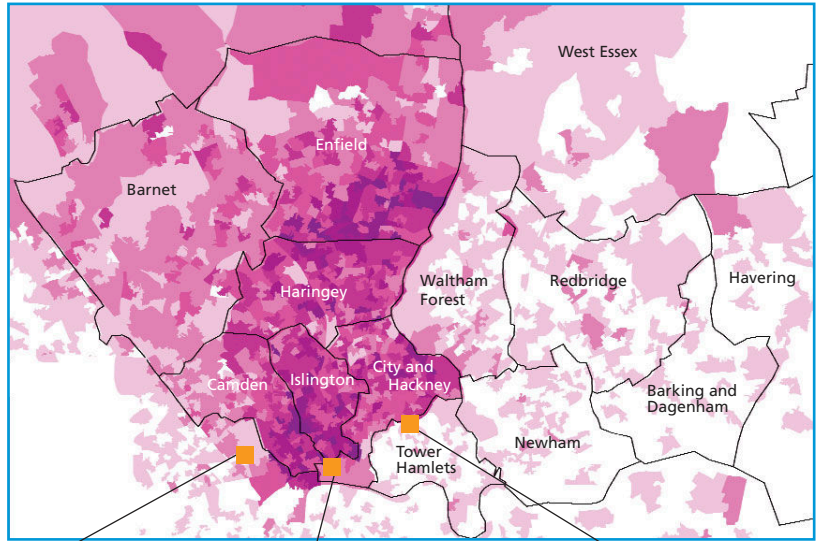 West Essex
Enfield
Barnet
Haringey
Waltham
Forest
Redbridge
Havering
Camden
Islington
City and
Hackney
Barking and
Dagenham
Newham
Tower
Hamlets